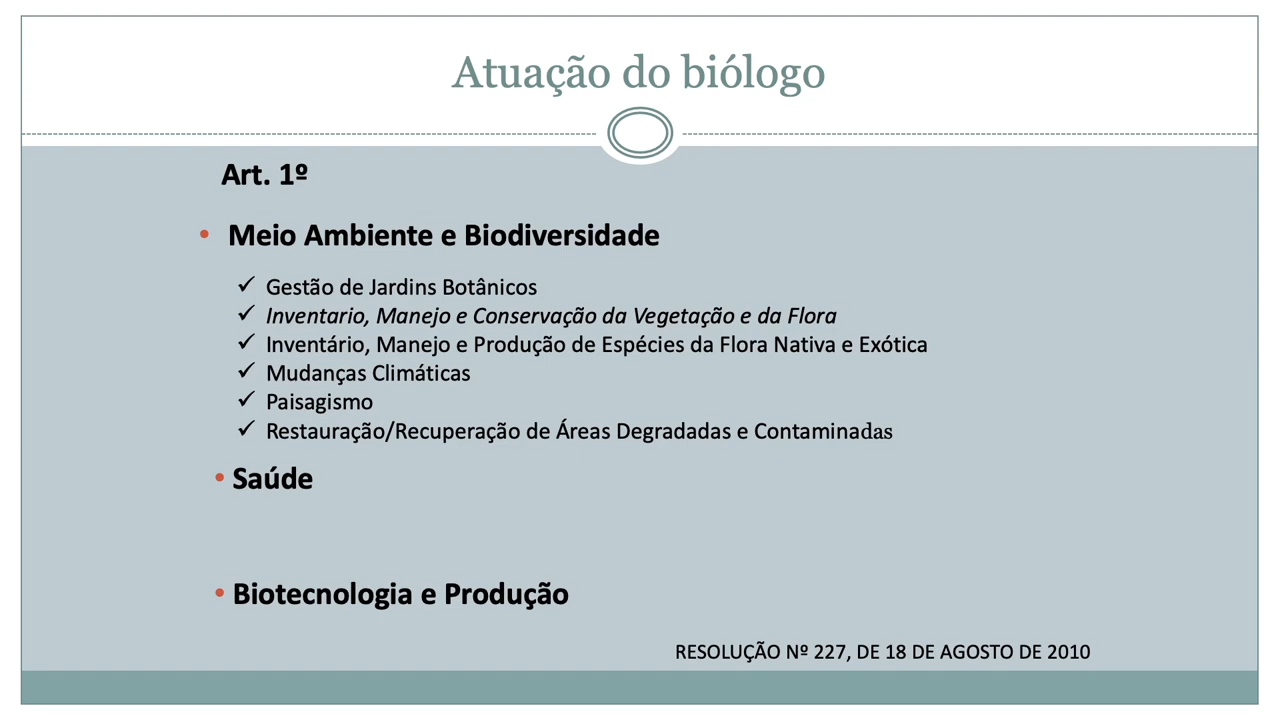 Atuação do biólogo
Art. 1º
• Meio Ambiente e Biodiversidade
✓ Gestão de Jardins Botânicos
✓ Inventario, Manejo e Conservação da Vegetação e da Flora
✓ Inventário, Manejo e Produção de Espécies da Flora Nativa e Exótica
✓ Mudanças Climáticas
✓ Paisagismo
✓ Restauração/Recuperação de Áreas Degradadas e Contaminadas
• Saúde
• Biotecnologia e Produção
RESOLUÇÃO Nº 227, DE 18 DE AGOSTO DE 2010